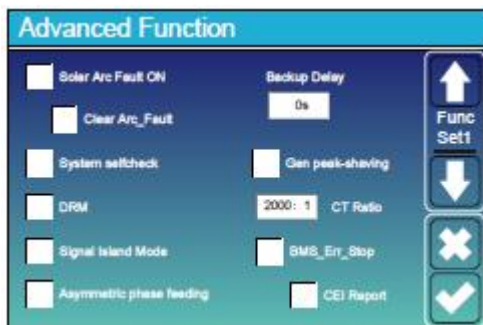 Advanced Function
Solar Arc Fault ON
Backup Delay
Clear Arc_Fault
0s
Func
Set1
System selfcheck
Gen peak-shaving
DRM
2000: 1
CT Ratio
Signal Island Mode
BMS_Err_Stop
Asymmetric phase feeding
CEI Report